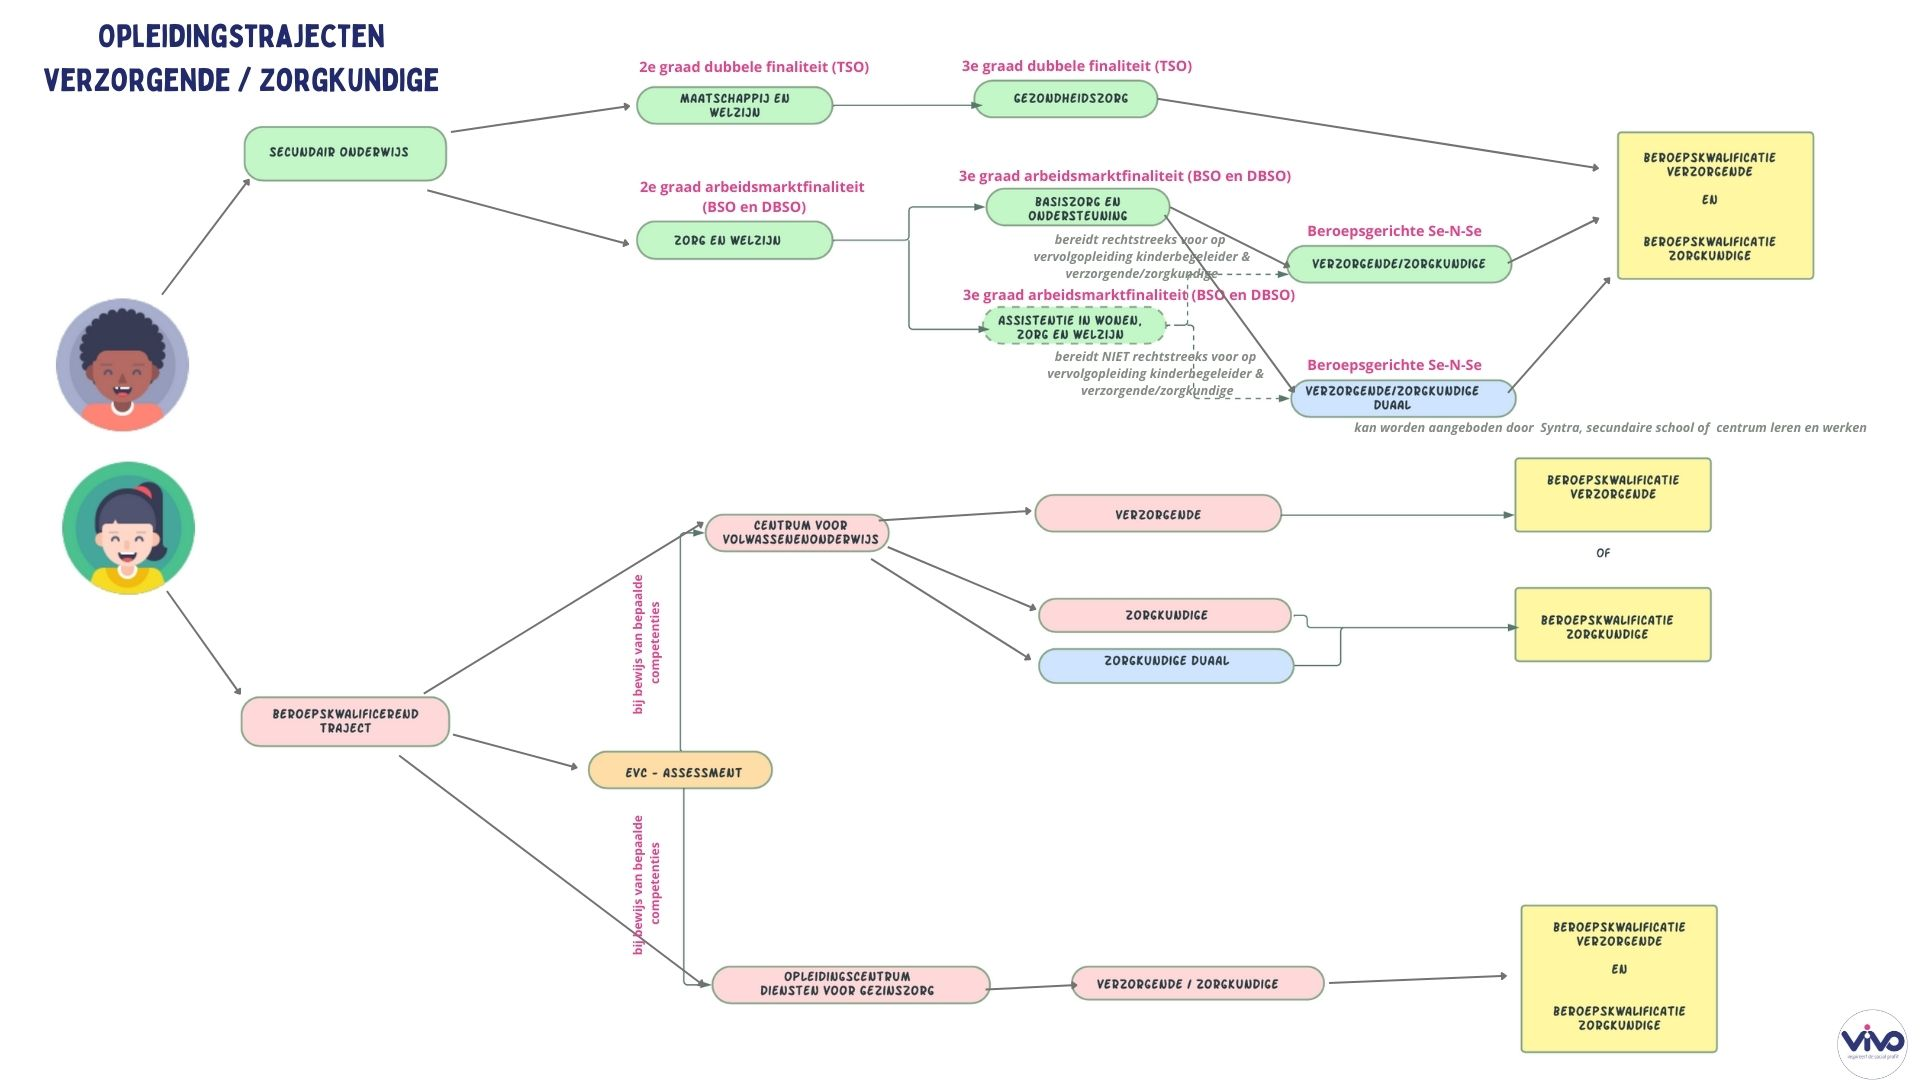 OPLEIDINGSTRAJECTEN
VERZORGENDE / ZORGKUNDIGE
SECUNDAIR ONDERWIJS
2e graad dubbele finaliteit (TSO)
MAATSCHAPPIJ EN
WELZIJN
3e graad dubbele finaliteit (TSO)
GEZONDHEIDSZORG
2e graad arbeidsmarktfinaliteit
(BSO en DBSO)
ZORG EN WELZIJN
3e graad arbeidsmarktfinaliteit (BSO en DBSO)
BASISZORG EN
ONDERSTEUNING
bereidt rechtstreeks voor op
vervolgopleiding kinderbegeleider &
verzorgende/zorgkundige
3e graad arbeidsmarktfinaliteit (BSO en DBSO)
ASSISTENTIE IN WONEN,
ZORG EN WELZIJN
bereidt NIET rechtstreeks voor op
vervolgopleiding kinderbegeleider &
verzorgende/zorgkundige
Beroepsgerichte Se-N-Se
VERZORGENDE/ZORGKUNDIGE
Beroepsgerichte Se-N-Se
VERZORGENDE/ZORGKUNDIGE
DUAAL
kan worden aangeboden door Syntra, secundaire school of centrum leren en werken
BEROEPSKWALIFICATIE
VERZORGENDE
EN
BEROEPSKWALIFICATIE
ZORGKUNDIGE
BEROEPSKWALIFICEREND
TRAJECT
bij bewijs van bepaalde
competenties
EVC - ASSESSMENT
bij bewijs van bepaalde
competenties
CENTRUM VOOR
VOLWASSENENONDERWIJS
VERZORGENDE
ZORGKUNDIGE
ZORGKUNDIGE DUAAL
BEROEPSKWALIFICATIE
VERZORGENDE
OF
BEROEPSKWALIFICATIE
ZORGKUNDIGE
OPLEIDINGSCENTRUM
DIENSTEN VOOR GEZINSZORG
VERZORGENDE / ZORGKUNDIGE
BEROEPSKWALIFICATIE
VERZORGENDE
EN
BEROEPSKWALIFICATIE
ZORGKUNDIGE
VIVO
inspireert de social profit